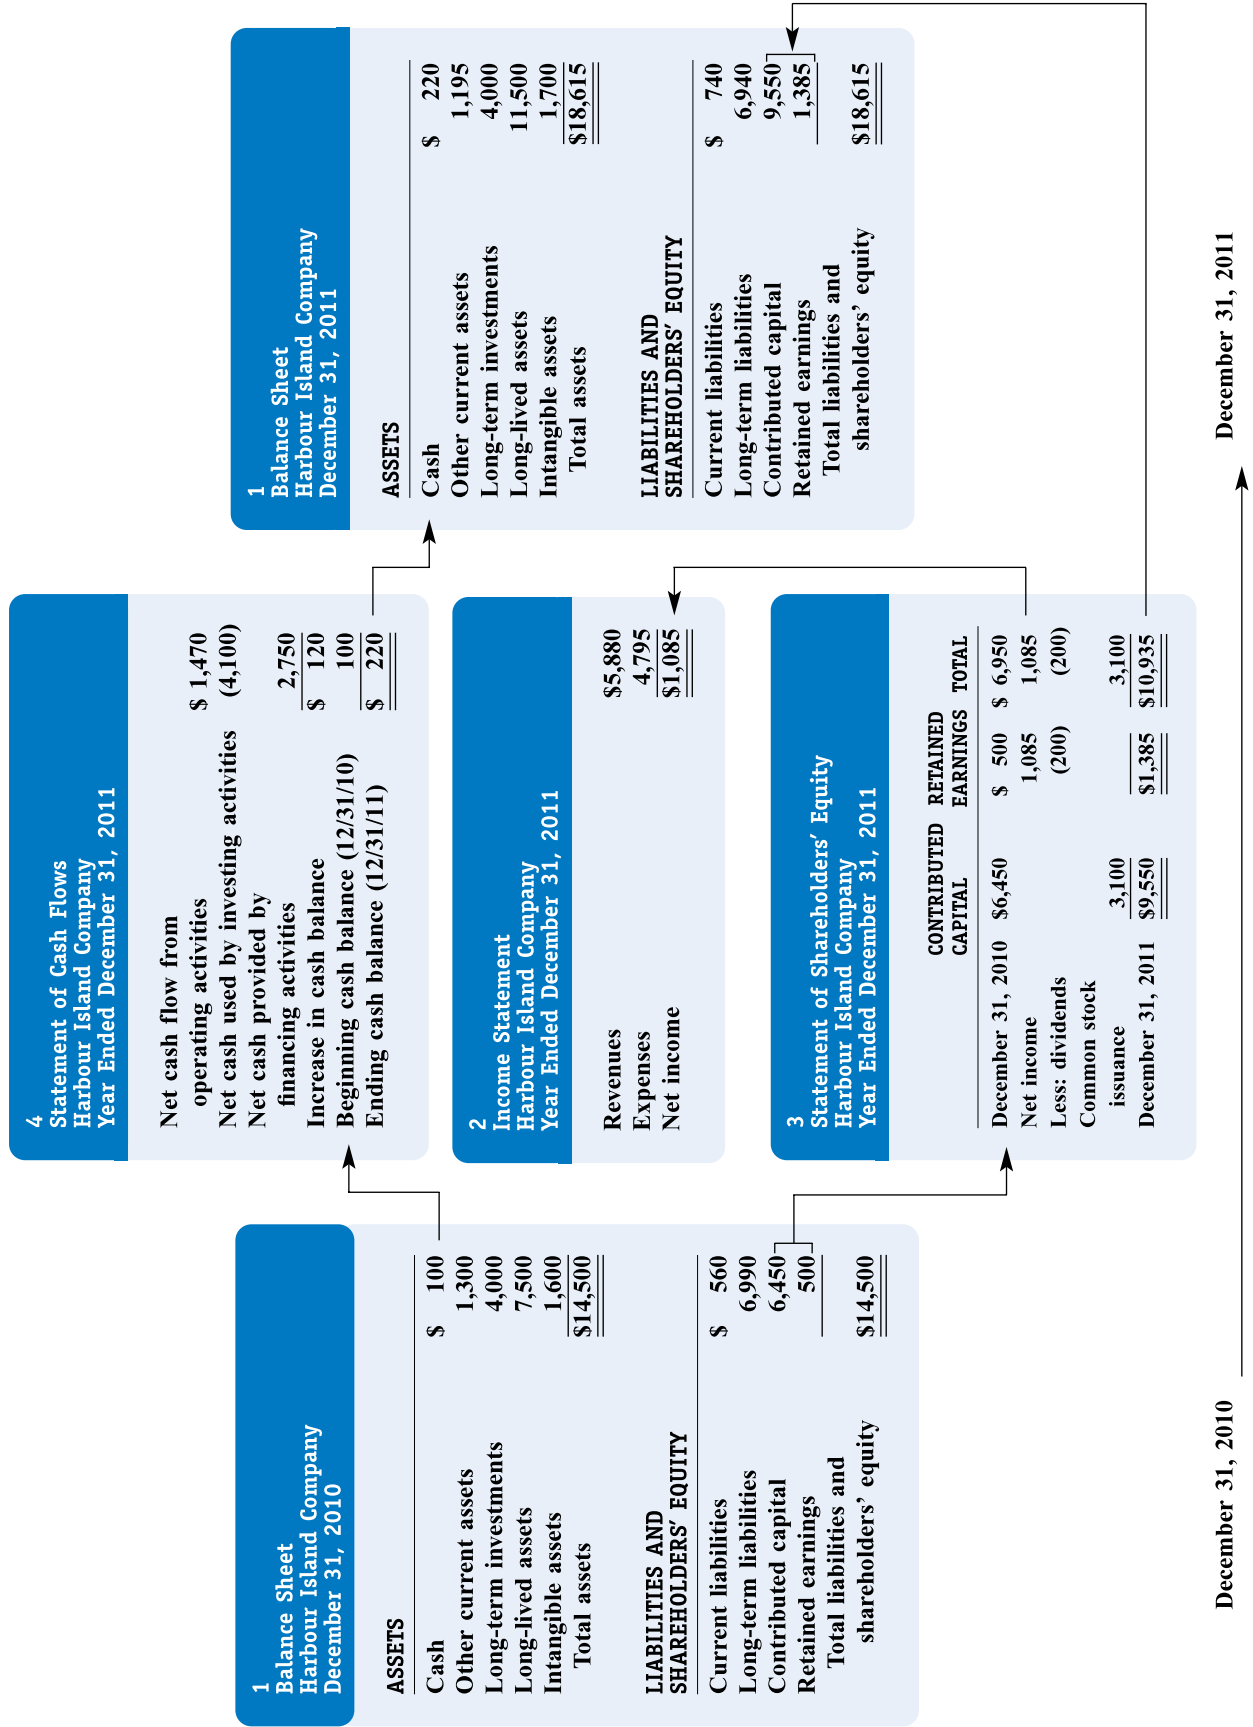 1
Balance Sheet
Harbour Island Company
December 31, 2010
ASSETS
Cash $ 100
Other current assets 1,300
Long-term investments 4,000
Long-lived assets 7,500
Intangible assets 1,600
Total assets $14,500
LIABILITIES AND
SHAREHOLDERS' EQUITY
Current liabilities $ 560
Long-term liabilities 6,990
Contributed capital 6,450
Retained earnings 500
Total liabilities and
shareholders' equity $14,500
4
Statement of Cash Flows
Harbour Island Company
Year Ended December 31, 2011
Net cash flow from
operating activities $ 1,470
Net cash used by investing activities (4,100)
Net cash provided by
financing activities 2,750
Increase in cash balance $ 120
Beginning cash balance (12/31/10) 100
Ending cash balance (12/31/11) $ 220
2
Income Statement
Harbour Island Company
Year Ended December 31, 2011
Revenues $5,880
Expenses 4,795
Net income $1,085
3
Statement of Shareholders' Equity
Harbour Island Company
Year Ended December 31, 2011
CONTRIBUTED RETAINED
CAPITAL EARNINGS TOTAL
December 31, 2010 $6,450 $ 500 $ 6,950
Net income 1,085 1,085
Less: dividends (200) (200)
Common stock
issuance 3,100 3,100
December 31, 2011 $9,550 $1,385 $10,935
1
Balance Sheet
Harbour Island Company
December 31, 2011
ASSETS
Cash $ 220
Other current assets 1,195
Long-term investments 4,000
Long-lived assets 11,500
Intangible assets 1,700
Total assets $18,615
LIABILITIES AND
SHAREHOLDERS' EQUITY
Current liabilities $ 740
Long-term liabilities 6,940
Contributed capital 9,550
Retained earnings 1,385
Total liabilities and
shareholders' equity $18,615
December 31, 2010 December 31, 2011